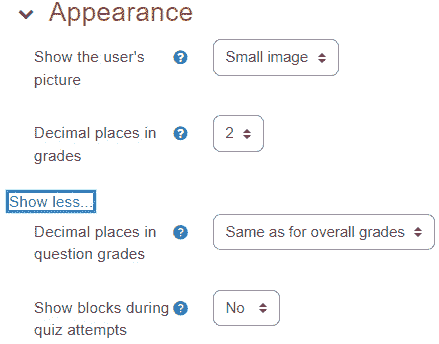 Appearance
Show the user's Small image
picture
Decimal places in 2
grades
Show less...
Decimal places in Same as for overall grades
question grades
Show blocks during No
quiz attempts